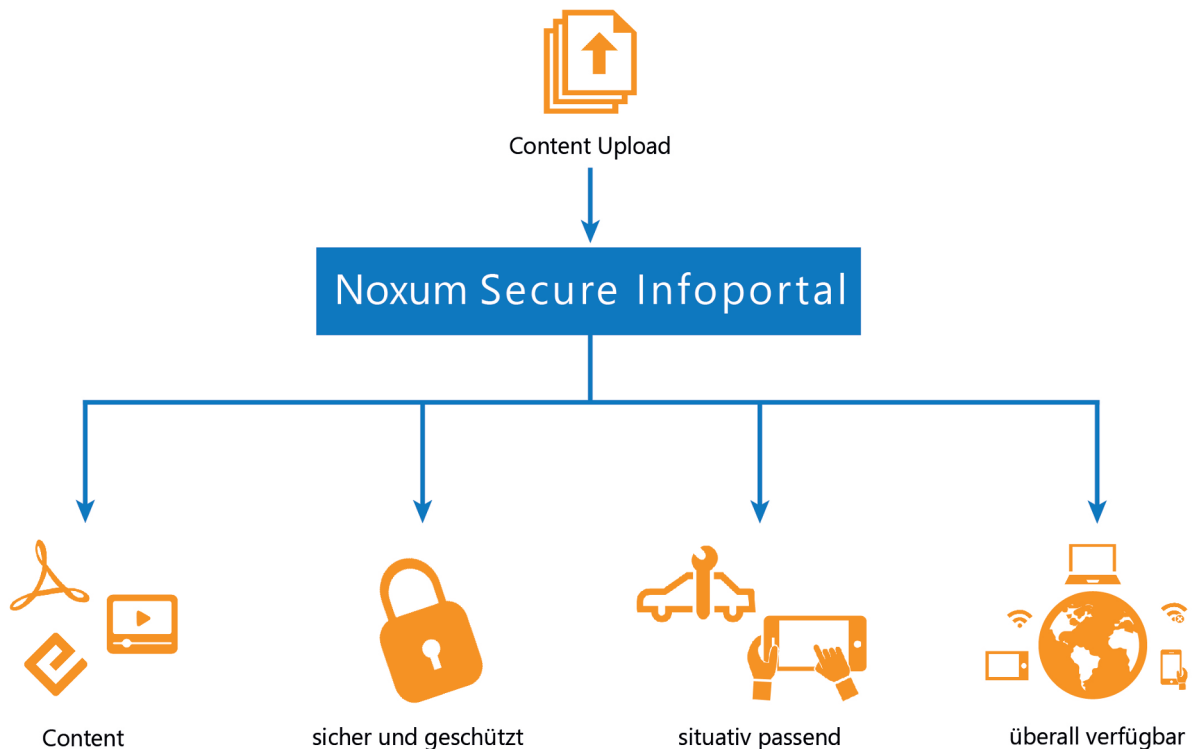 Content Upload
Noxum Secure Infoportal
Content
sicher und geschützt
situativ passend
überall verfügbar